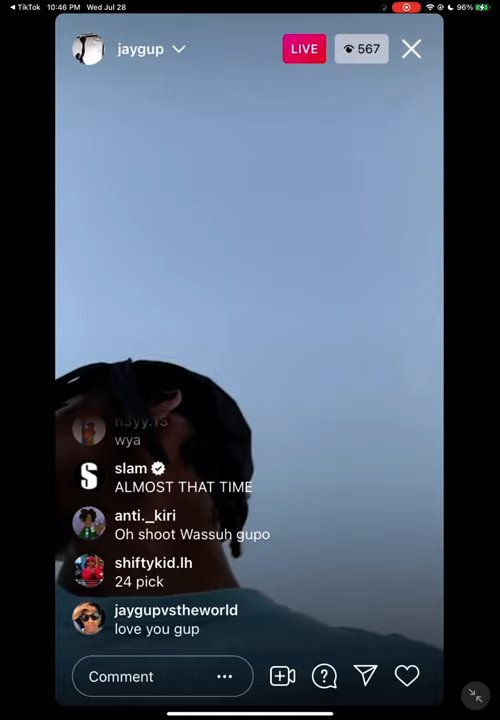 TikTok 10:46 PM Wed Jul 28
96%
jaygup
LIVE
567
h3yy.13
wya
slam
ALMOST THAT TIME
anti._kiri
Oh shoot Wassuh gupo
shiftykid.lh
24 pick
jaygupvstheworld
love you gup
Comment